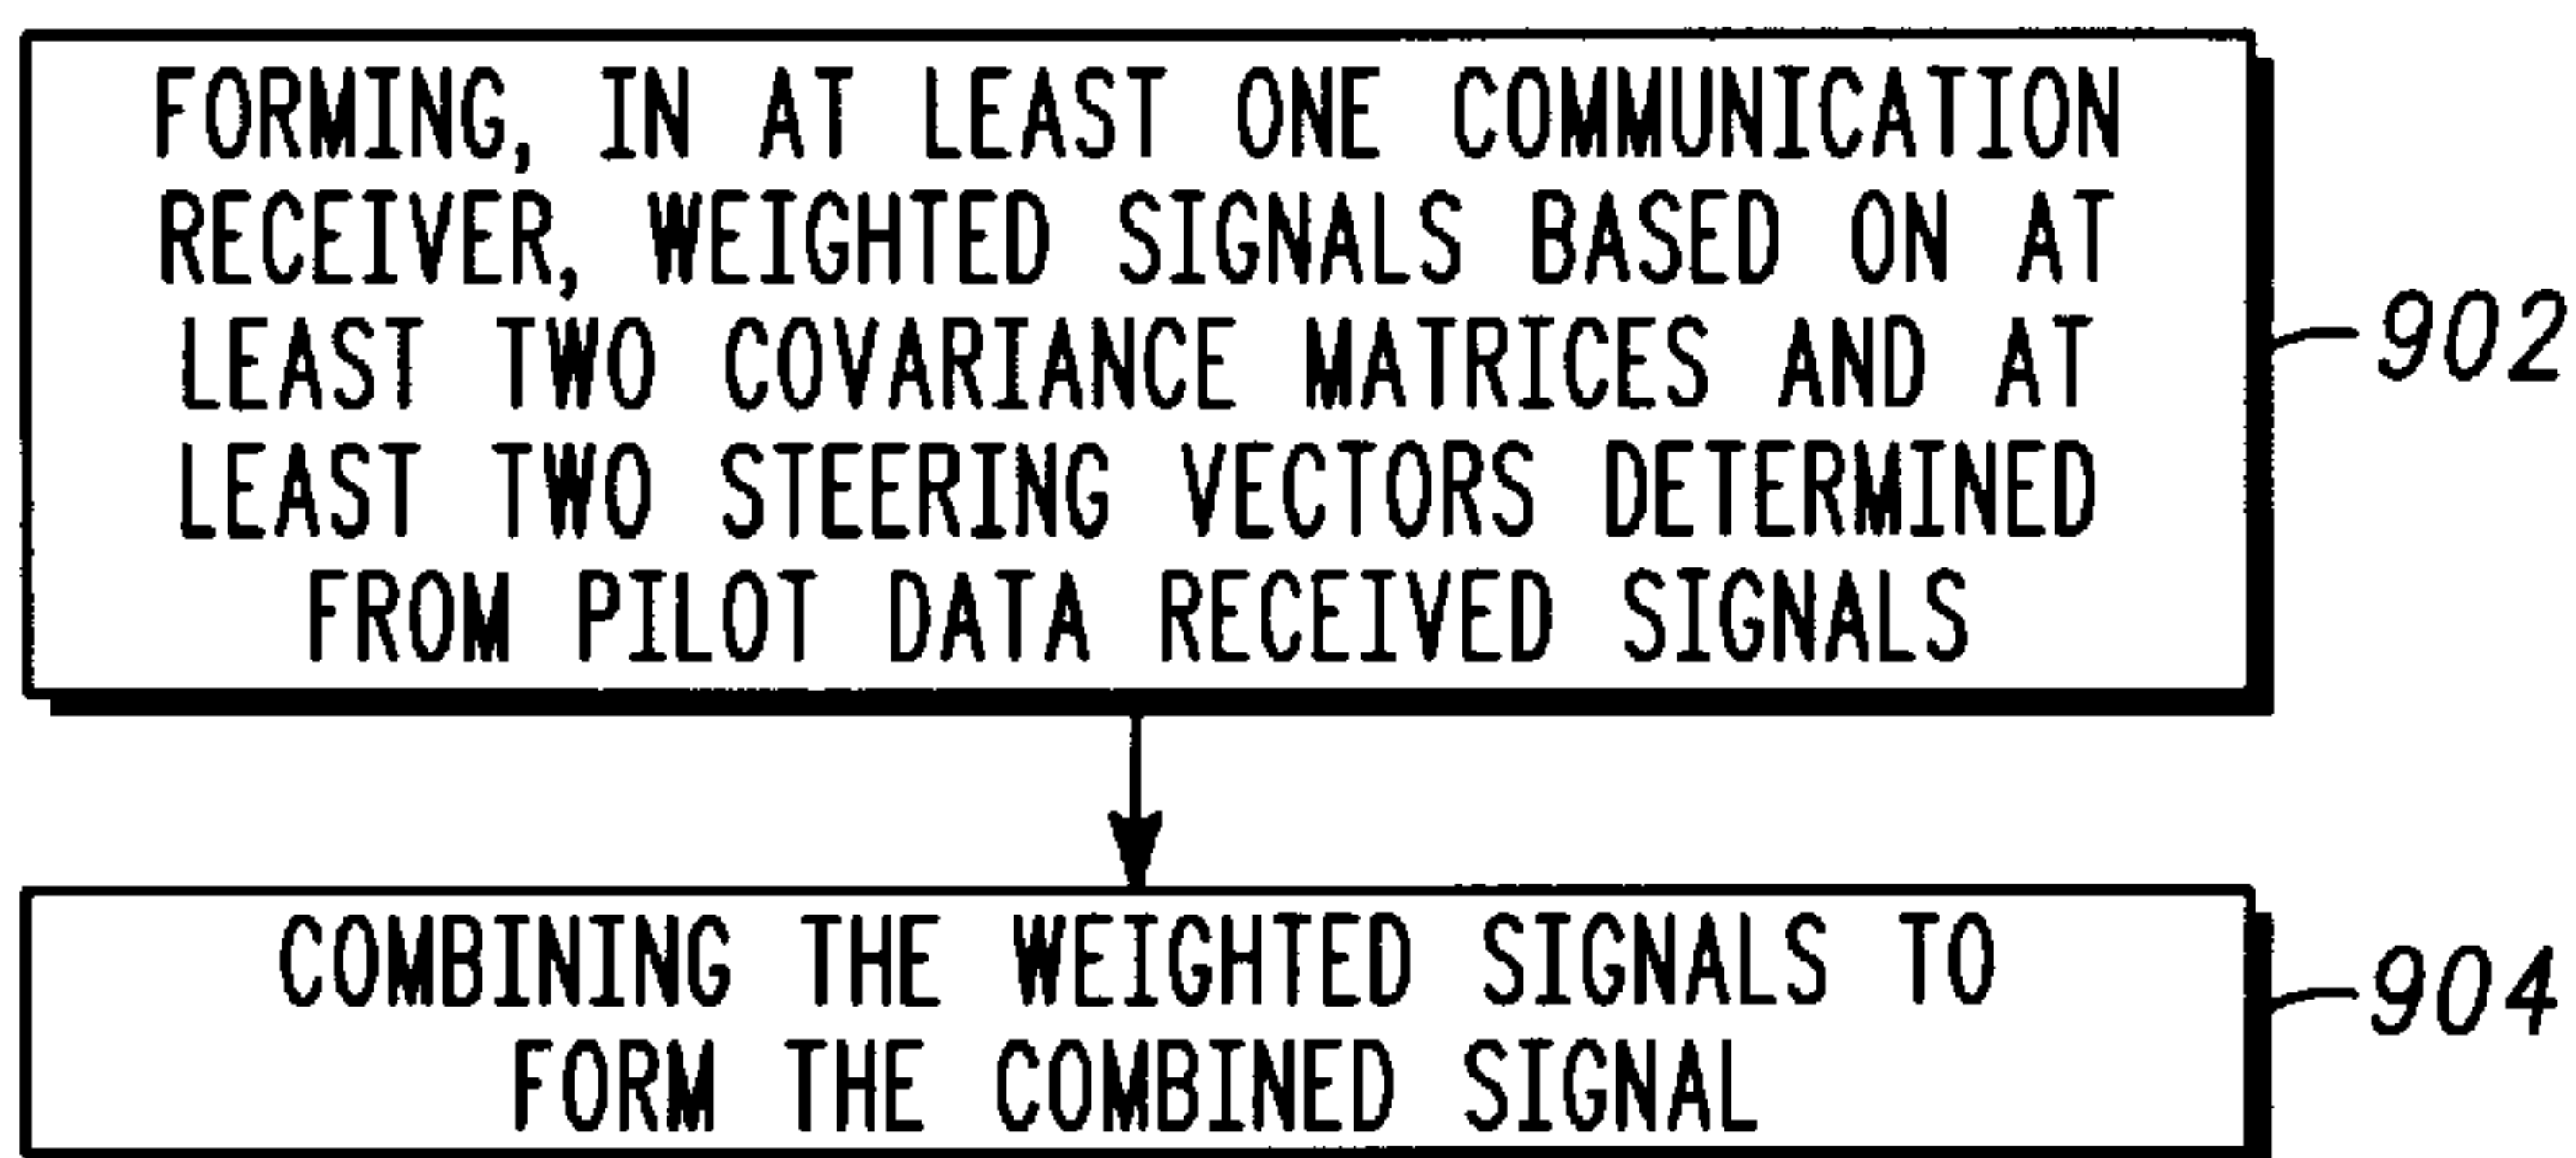 FORMING, IN AT LEAST ONE COMMUNICATION
RECEIVER, WEIGHTED SIGNALS BASED ON AT
LEAST TWO COVARIANCE MATRICES AND AT
LEAST TWO STEERING VECTORS DETERMINED
FROM PILOT DATA RECEIVED SIGNALS
902
COMBINING THE WEIGHTED SIGNALS TO
FORM THE COMBINED SIGNAL
904